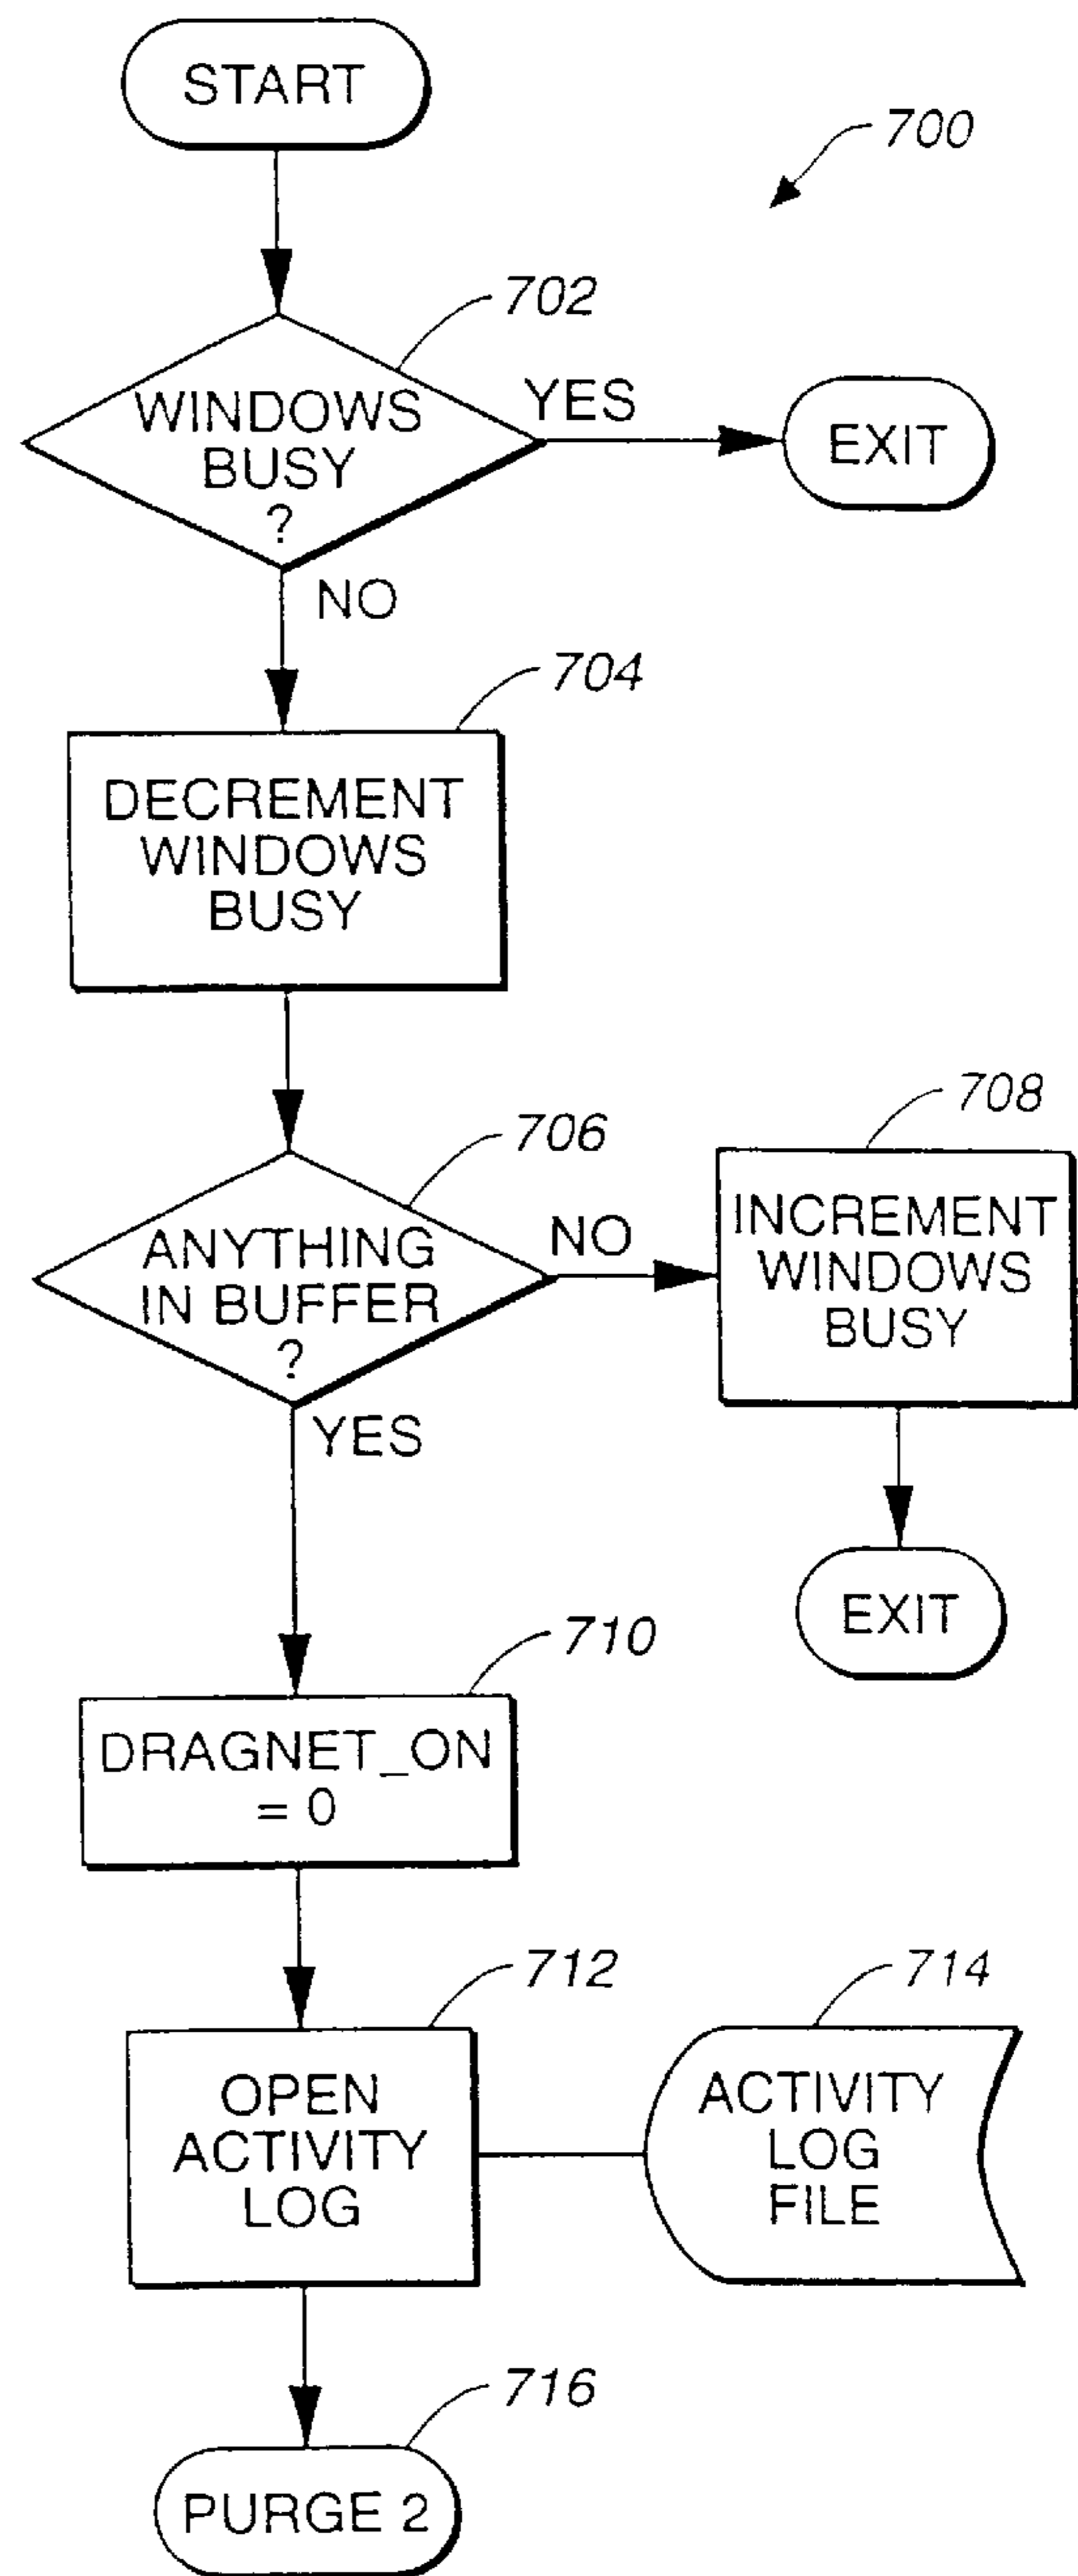 START
700
702
WINDOWS
BUSY
?
YES
EXIT
NO
704
DECREMENT
WINDOWS
BUSY
706
ANYTHING
IN BUFFER
?
NO
708
INCREMENT
WINDOWS
BUSY
EXIT
YES
710
DRAGNET_ON
= 0
712
OPEN
ACTIVITY
LOG
714
ACTIVITY
LOG
FILE
716
PURGE 2